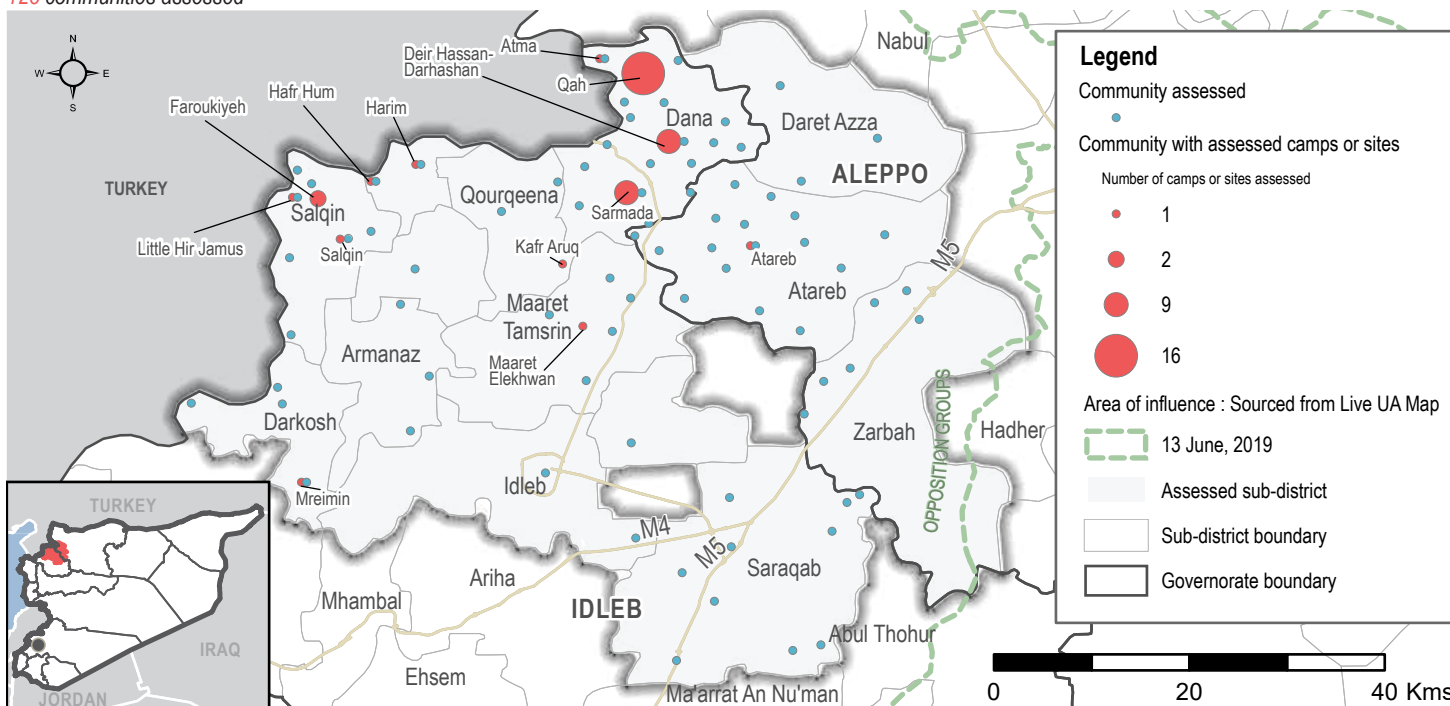 communities assessed
N
W
E
S
TURKEY
Faroukiyeh
Hafr Hum
Harim
Deir Hassan-
Darhashan
Atma
Qah
Dana
Nabul
Daret Azza
ALEPPO
Qourqeena
Sarmada
Salqin
Little Hir Jamus
Salqin
Kafr Aruq
Atareb
Atareb
M5
Maaret
Tamsrin
Maaret
Elekhwan
Armanaz
Darkosh
Zarbah
Hadher
OPPOSITION GROUPS
Mreimin
Idleb
M4
M5
Saraqab
Ariha
Mhambal
IDLEB
Abul Thohur
Ehsem
Ma'arrat An Nu'man
TURKEY
IRAQ
JORDAN
Legend
Community assessed
Community with assessed camps or sites
Number of camps or sites assessed
1
2
9
16
Area of influence : Sourced from Live UA Map
13 June, 2019
Assessed sub-district
Sub-district boundary
Governorate boundary
0 20 40 Kms